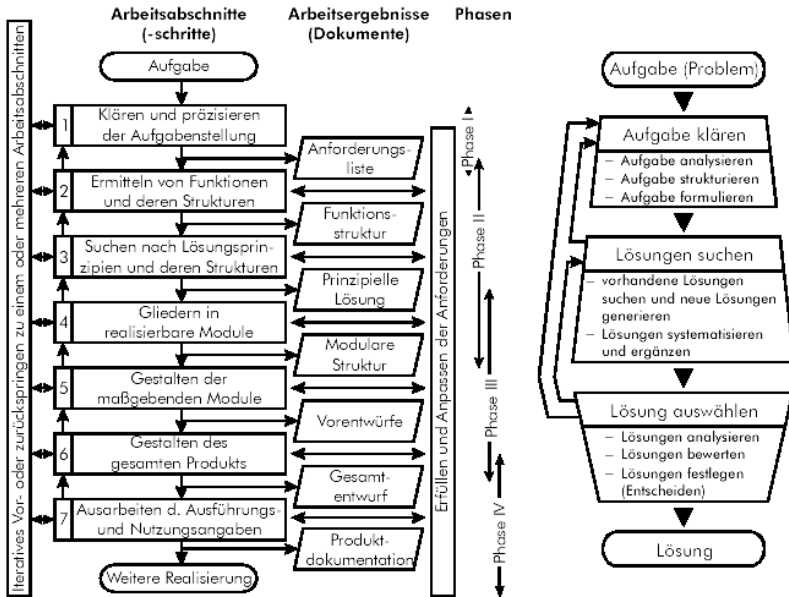 Arbeitsabschnitte
(-schritte)
Arbeitsergebnisse
(Dokumente)
Phasen
Iteratives Vor- oder zurückspringen zu einem oder mehreren Arbeitsabschnitten
Aufgabe
1
Klären und präzisieren
der Aufgabenstellung
Anforderungs-
liste
2
Ermitteln von Funktionen
und deren Strukturen
Funktions-
struktur
3
Suchen nach Lösungsprin-
zipien und deren Strukturen
Prinzipielle
Lösung
4
Gliedern in
realisierbare Module
Modulare
Struktur
5
Gestalten der
maßgebenden Module
Vorentwürfe
6
Gestalten des
gesamten Produkts
Gesamt-
entwurf
7
Ausarbeiten d. Ausführungs-
und Nutzungsangaben
Produkt-
dokumentation
Weitere Realisierung
Erfüllen und Anpassen der Anforderungen
Phase I
Phase II
Phase III
Phase IV
Aufgabe (Problem)
Aufgabe klären
– Aufgabe analysieren
– Aufgabe strukturieren
– Aufgabe formulieren
Lösungen suchen
– vorhandene Lösungen
suchen und neue Lösungen
generieren
– Lösungen systematisieren
und ergänzen
Lösung auswählen
– Lösungen analysieren
– Lösungen bewerten
– Lösungen festlegen
(Entscheiden)
Lösung